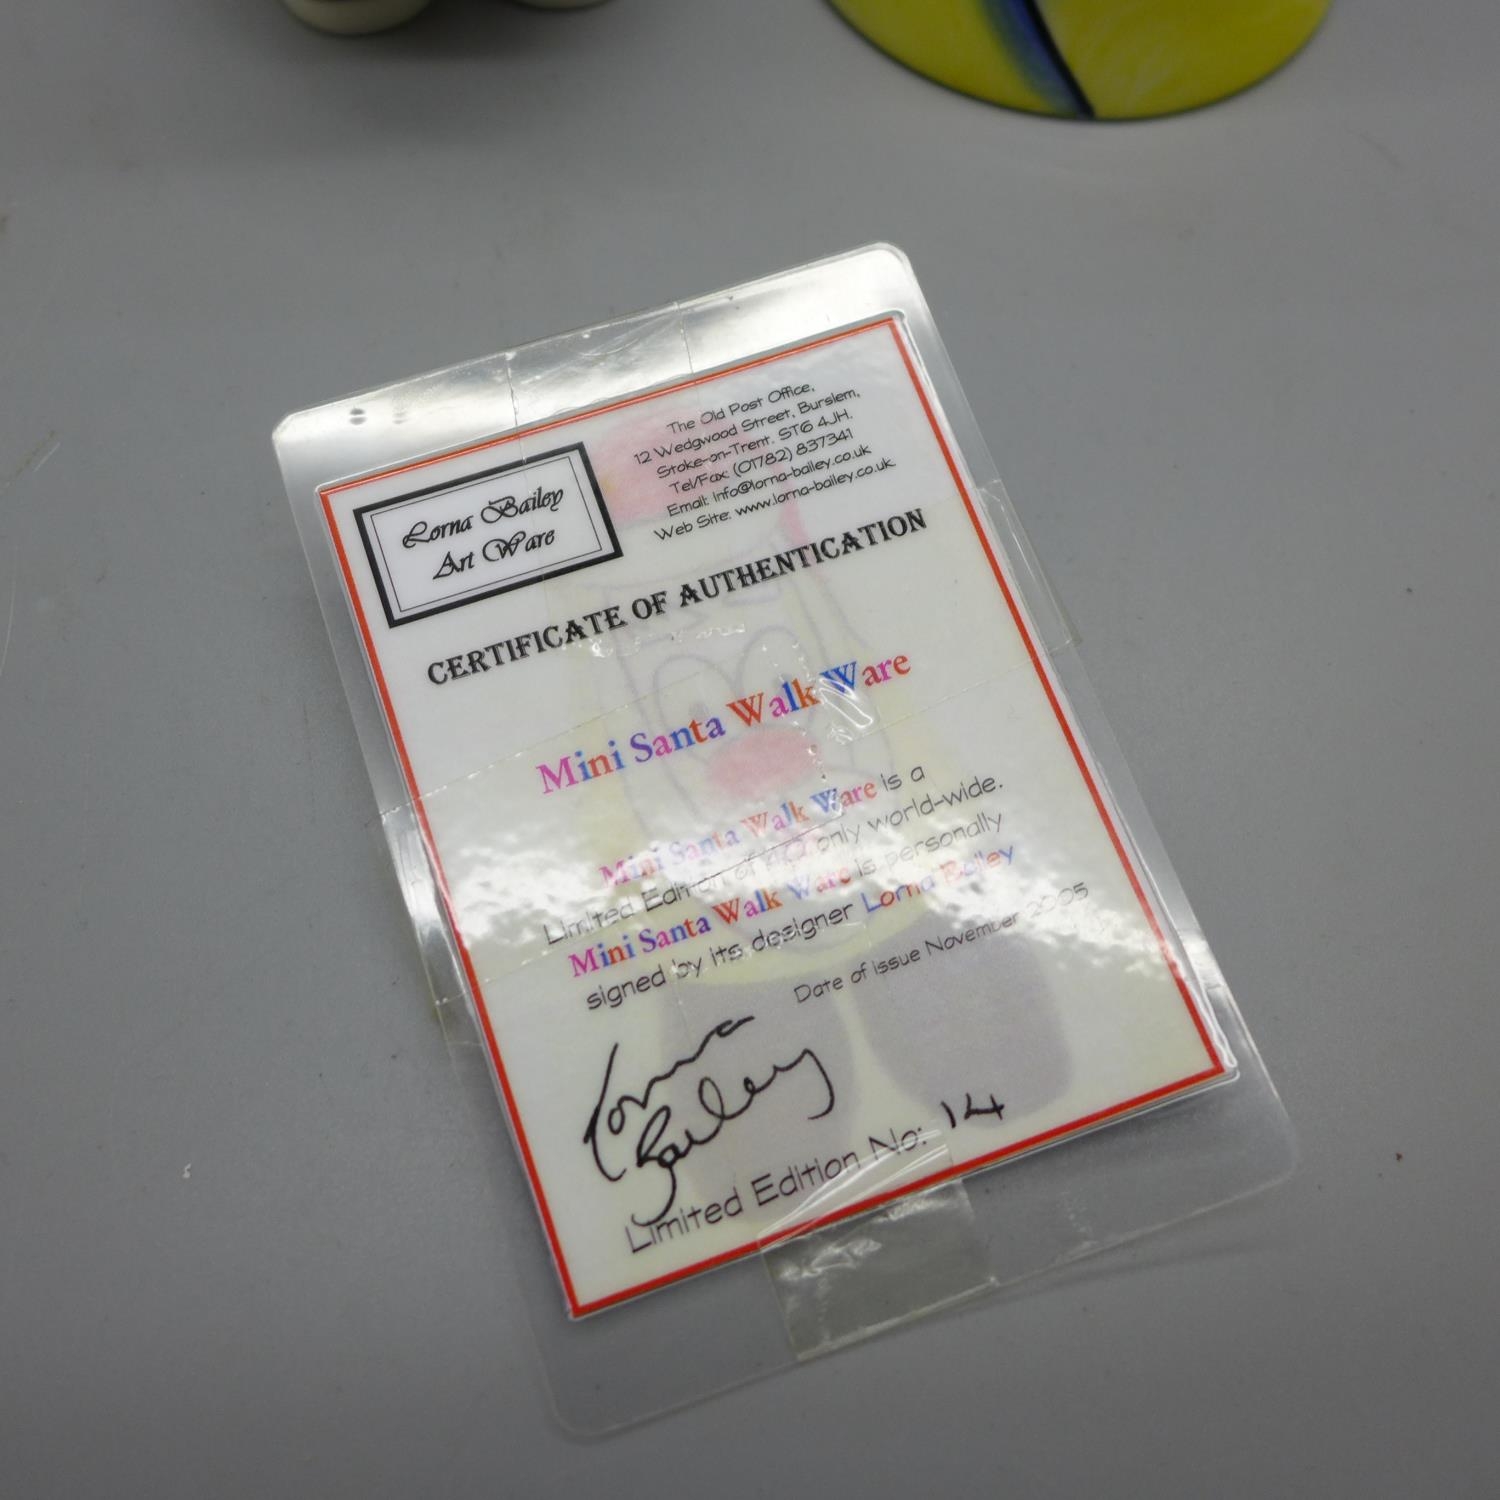 Lorna Bailey
Art Ware
The Old Post Office,
12 Wedgwood Street, Burslem,
Stoke-on-Trent. ST6 4JH.
Tel/Fax: (01782) 837341
Email: info@lorna-bailey.co.uk
Web Site: www.lorna-bailey.co.uk
CERTIFICATE OF AUTHENTICATION
Mini Santa Walk Ware
Mini Santa Walk Ware is a
Limited Edition of only world-wide.
Mini Santa Walk Ware is personally
signed by its designer Lorna Bailey
Date of issue November 2005
Lorna
Bailey
Limited Edition No: 14